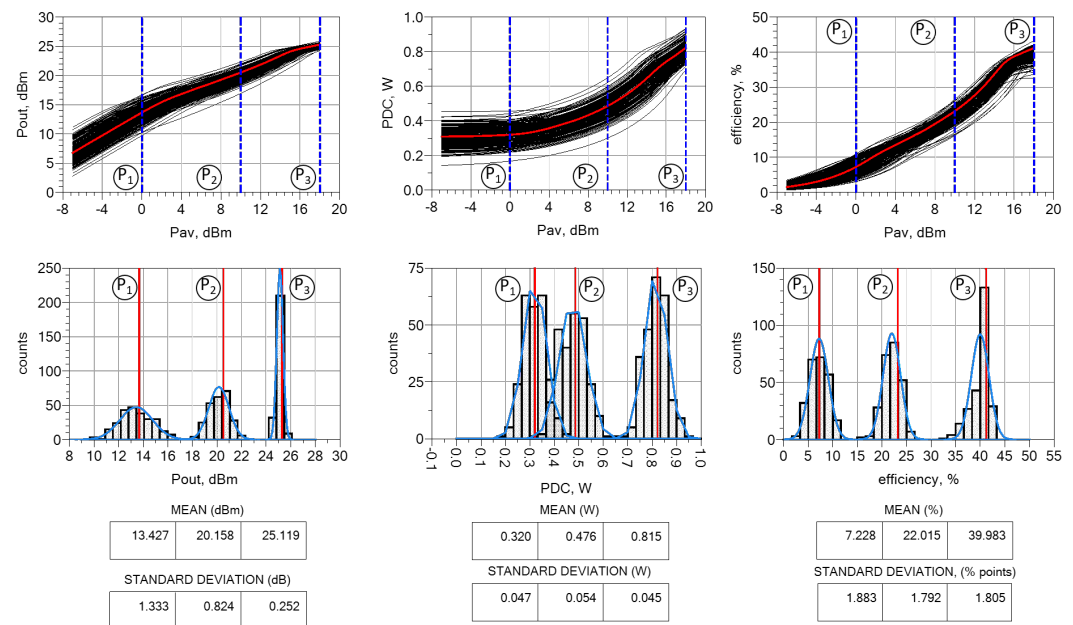 30
25
20
15
10
5
0
Pout, dBm
P1
P2
P3
-8 -4 0 4 8 12 16 20
Pav, dBm
1.0
0.8
0.6
0.4
0.2
0.0
PDC, W
P1
P2
P3
-8 -4 0 4 8 12 16 20
Pav, dBm
50
40
30
20
10
0
efficiency, %
P1
P2
P3
-8 -4 0 4 8 12 16 20
Pav, dBm
250
200
150
100
50
0
counts
P1
P2
P3
8 10 12 14 16 18 20 22 24 26 28 30
Pout, dBm
75
50
25
0
counts
P1
P2
P3
-0.1 0.0 0.1 0.2 0.3 0.4 0.5 0.6 0.7 0.8 0.9 1.0
PDC, W
150
100
50
0
counts
P1
P2
P3
0 5 10 15 20 25 30 35 40 45 50 55
efficiency, %
MEAN (dBm)
13.427 20.158 25.119
STANDARD DEVIATION (dB)
1.333 0.824 0.252
MEAN (W)
0.320 0.476 0.815
STANDARD DEVIATION (W)
0.047 0.054 0.045
MEAN (%)
7.228 22.015 39.983
STANDARD DEVIATION, (% points)
1.883 1.792 1.805